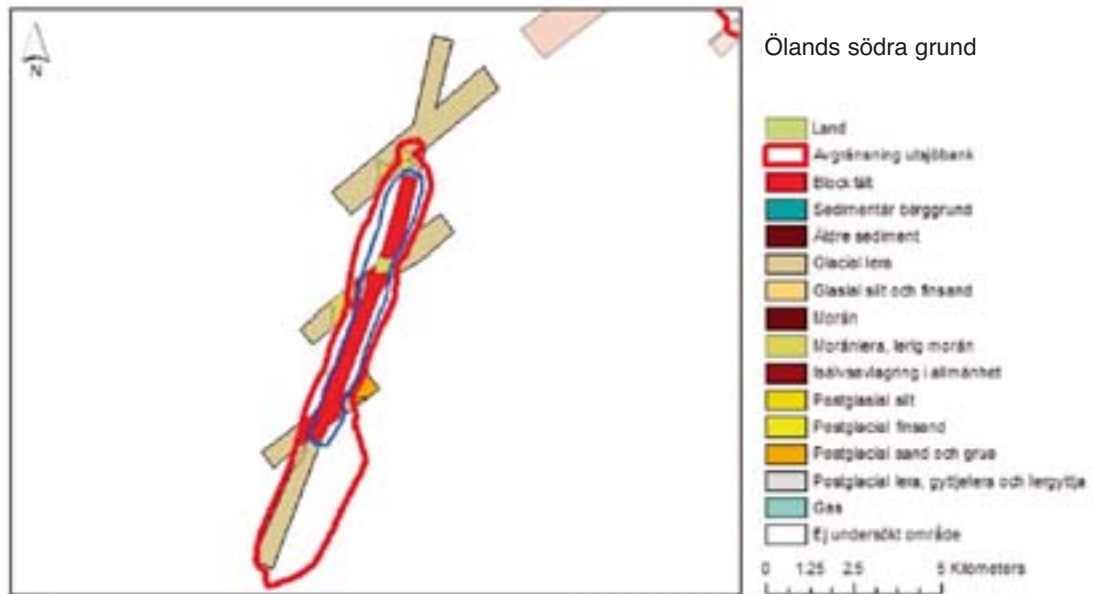 N
Ölands södra grund
Land
Avgränsning utsjöbank
Block fält
Sedimentär berggrund
Äldre sediment
Glacial lera
Glasial silt och finsand
Morän
Moränlera, lerig morän
Isälvsavlagring i allmänhet
Postglasial silt
Postglacial finsand
Postglacial sand och grus
Postglacial lera, gyttjelera och lergyttja
Gas
Ej undersökt område
0 1.25 2.5 5 Kilometers